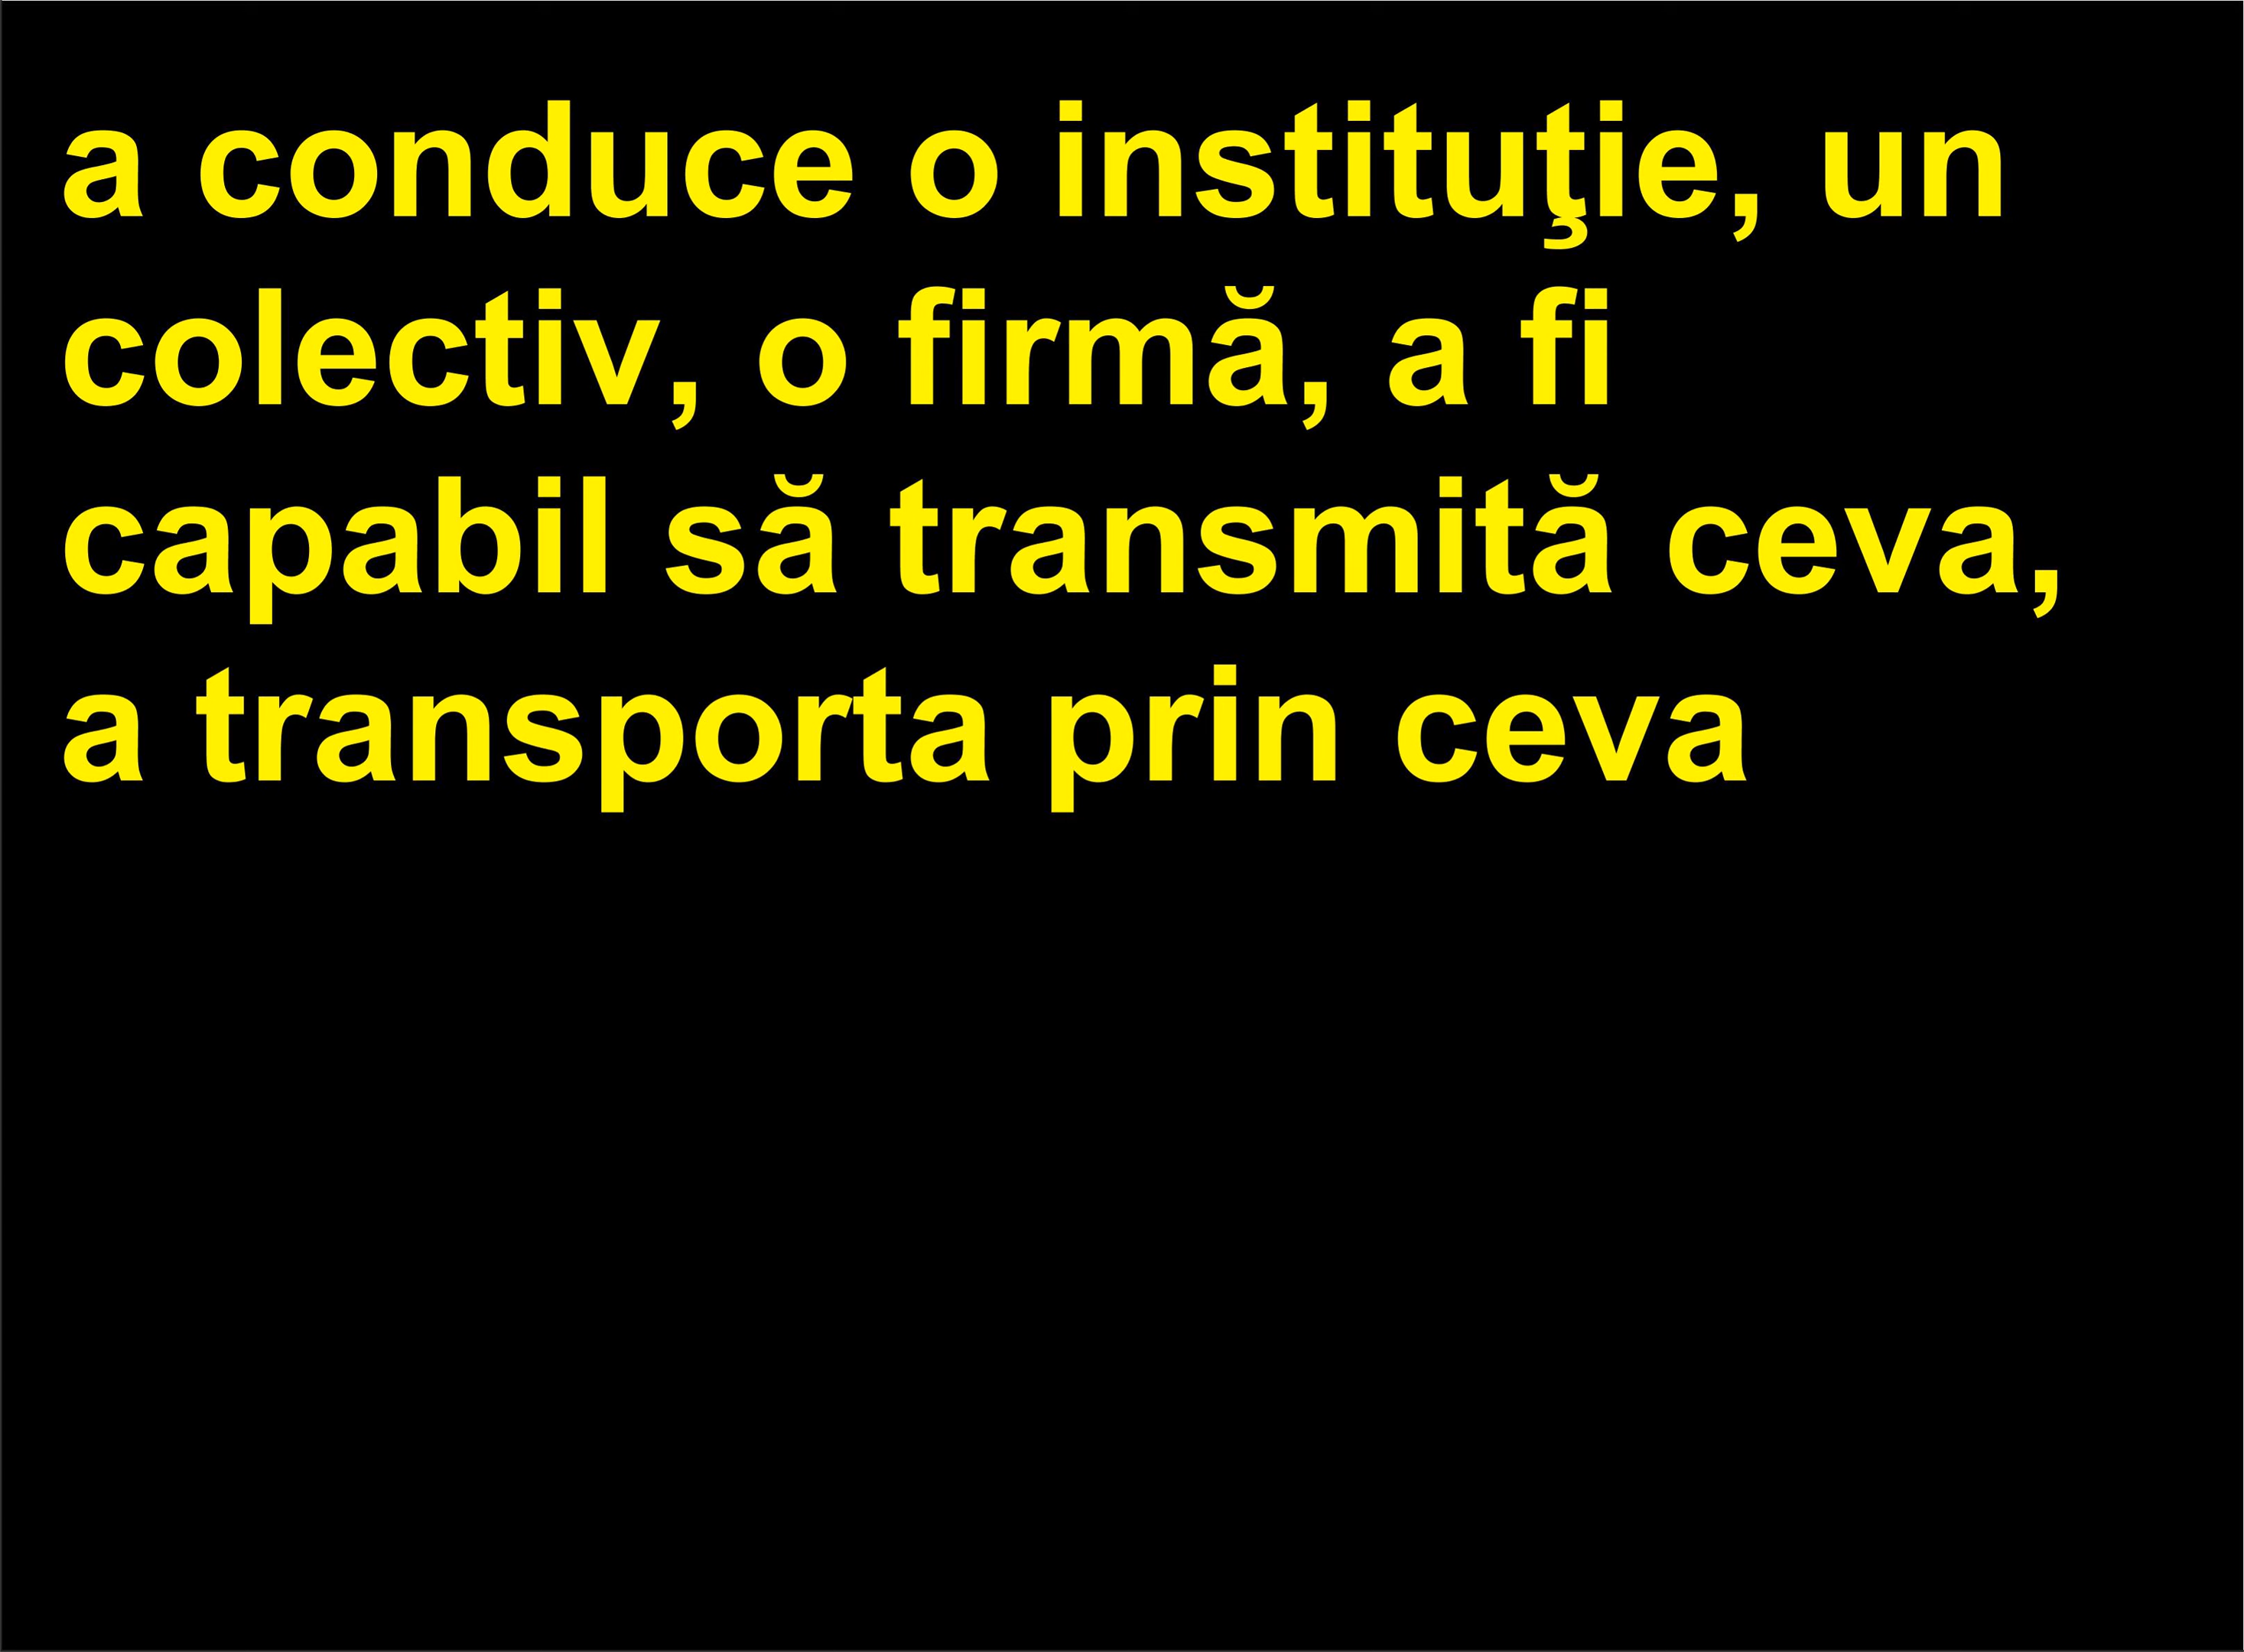 a conduce o instituţie, un
colectiv, o firmă, a fi
capabil să transmită ceva,
a transporta prin ceva